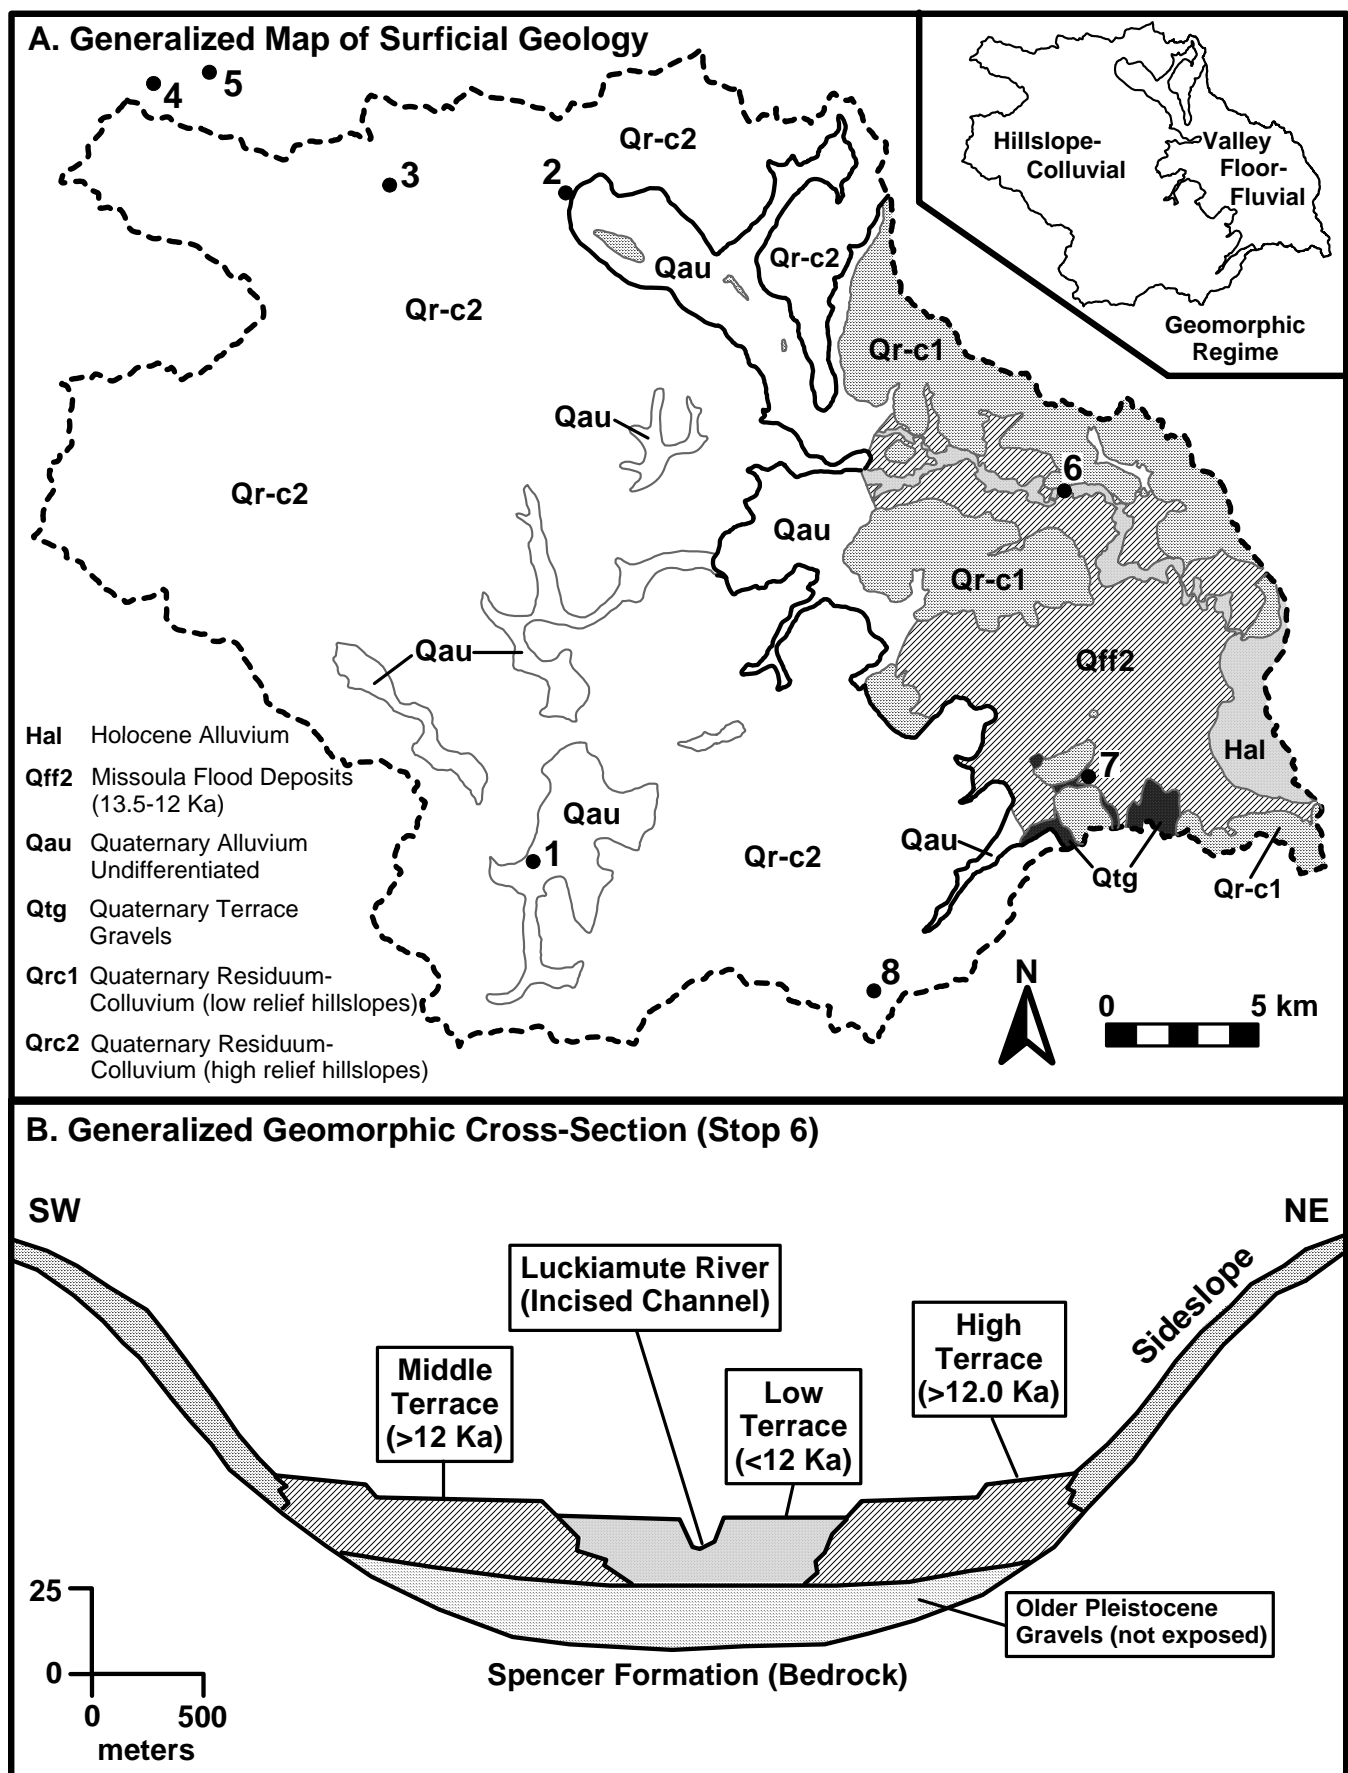 A. Generalized Map of Surficial Geology
4
5
3
2
Qr-c2
Qau
Qr-c2
Qr-c2
Qr-c1
Hillslope-
Colluvial
Valley
Floor-
Fluvial
Geomorphic
Regime
Qau
Qr-c2
6
Qau
Qr-c1
Qau
Qff2
Hal
7
Qau
1
Qr-c2
Qau
Qtg
Qr-c1
8
N
0 5 km
Hal Holocene Alluvium
Qff2 Missoula Flood Deposits
(13.5-12 Ka)
Qau Quaternary Alluvium
Undifferentiated
Qtg Quaternary Terrace
Gravels
Qrc1 Quaternary Residuum-
Colluvium (low relief hillslopes)
Qrc2 Quaternary Residuum-
Colluvium (high relief hillslopes)
B. Generalized Geomorphic Cross-Section (Stop 6)
SW
NE
Luckiamute River
(Incised Channel)
Middle
Terrace
(>12 Ka)
Low
Terrace
(<12 Ka)
High
Terrace
(>12.0 Ka)
Sideslope
Older Pleistocene
Gravels (not exposed)
Spencer Formation (Bedrock)
25
0
0 500
meters